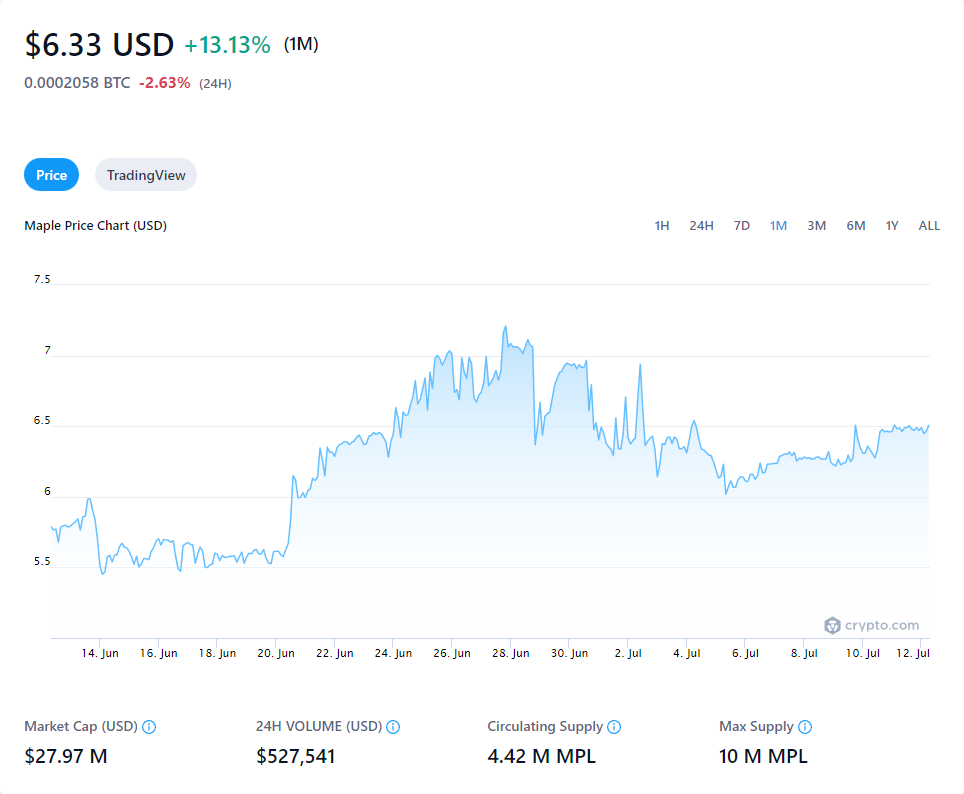 $6.33 USD +13.13% (1M)
0.0002058 BTC -2.63% (24H)
Price TradingView
Maple Price Chart (USD) 1H 24H 7D 1M 3M 6M 1Y ALL
7.5
7
6.5
6
5.5
crypto.com
14. Jun 16. Jun 18. Jun 20. Jun 22. Jun 24. Jun 26. Jun 28. Jun 30. Jun 2. Jul 4. Jul 6. Jul 8. Jul 10. Jul 12. Jul
Market Cap (USD) 24H VOLUME (USD) Circulating Supply Max Supply
$27.97 M $527,541 4.42 M MPL 10 M MPL